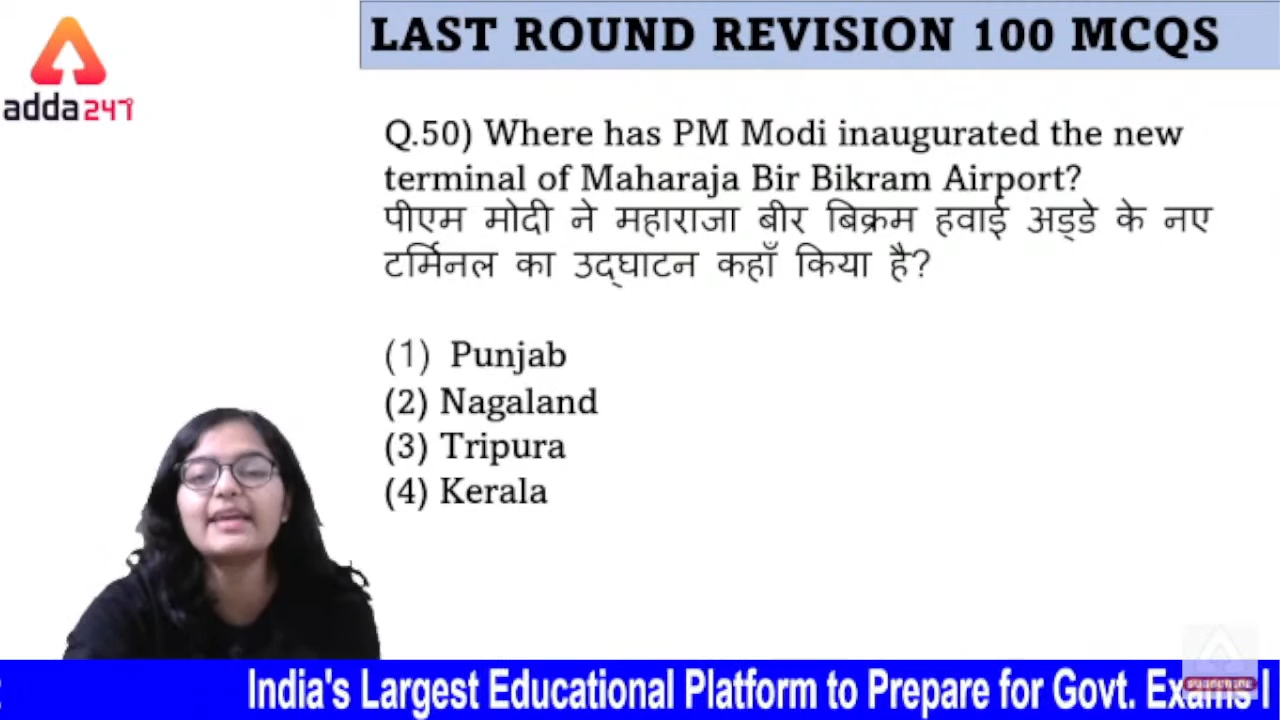 LAST ROUND REVISION 100 MCQS
adda247
Q.50) Where has PM Modi inaugurated the new
terminal of Maharaja Bir Bikram Airport?
पीएम मोदी ने महाराजा बीर बिक्रम हवाई अड्डे के नए
टर्मिनल का उद्घाटन कहाँ किया है?
(1) Punjab
(2) Nagaland
(3) Tripura
(4) Kerala
India's Largest Educational Platform to Prepare for Govt. Exams
SUBSCRIBE